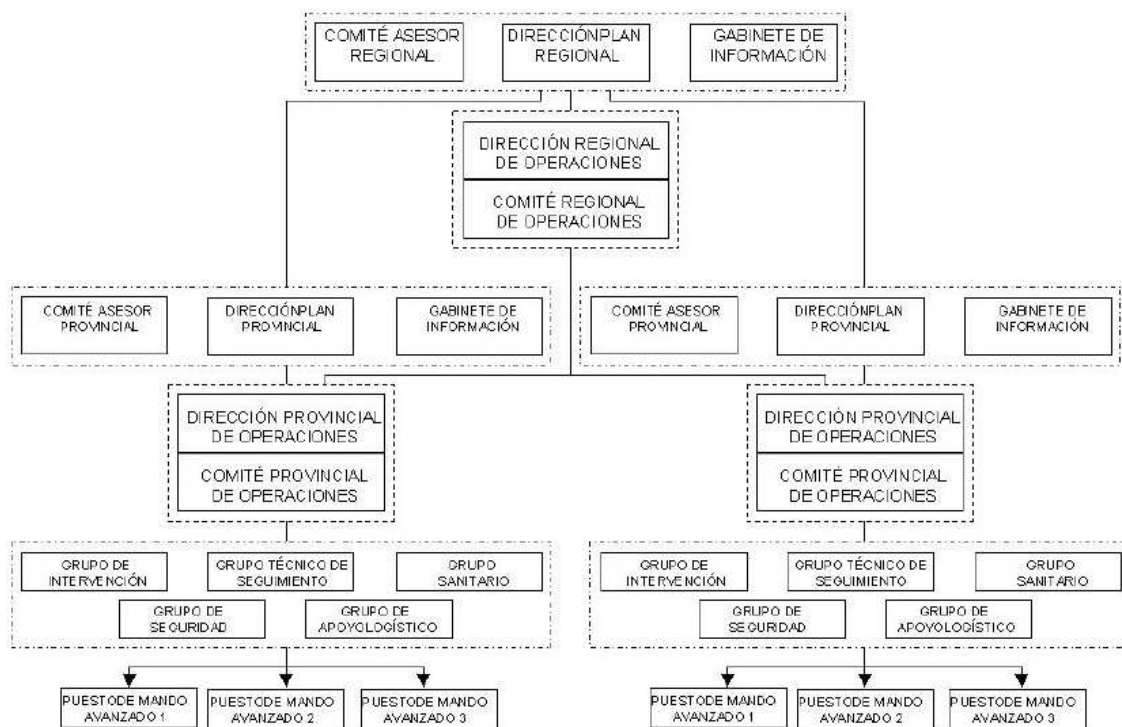 COMITÉ ASESOR
REGIONAL
DIRECCIÓNPLAN
REGIONAL
GABINETE DE
INFORMACIÓN
DIRECCIÓN REGIONAL
DE OPERACIONES
COMITÉ REGIONAL
DE OPERACIONES
COMITÉ ASESOR
PROVINCIAL
DIRECCIÓNPLAN
PROVINCIAL
GABINETE DE
INFORMACIÓN
COMITÉ ASESOR
PROVINCIAL
DIRECCIÓNPLAN
PROVINCIAL
GABINETE DE
INFORMACIÓN
DIRECCIÓN PROVINCIAL
DE OPERACIONES
COMITÉ PROVINCIAL
DE OPERACIONES
DIRECCIÓN PROVINCIAL
DE OPERACIONES
COMITÉ PROVINCIAL
DE OPERACIONES
GRUPO DE
INTERVENCIÓN
GRUPO TÉCNICO DE
SEGUIMIENTO
GRUPO
SANITARIO
GRUPO DE
SEGURIDAD
GRUPO DE
APOYOLOGÍSTICO
GRUPO DE
INTERVENCIÓN
GRUPO TÉCNICO DE
SEGUIMIENTO
GRUPO
SANITARIO
GRUPO DE
SEGURIDAD
GRUPO DE
APOYOLOGÍSTICO
PUESTODE MANDO
AVANZADO 1
PUESTODE MANDO
AVANZADO 2
PUESTODE MANDO
AVANZADO 3
PUESTODE MANDO
AVANZADO 1
PUESTODE MANDO
AVANZADO 2
PUESTODE MANDO
AVANZADO 3